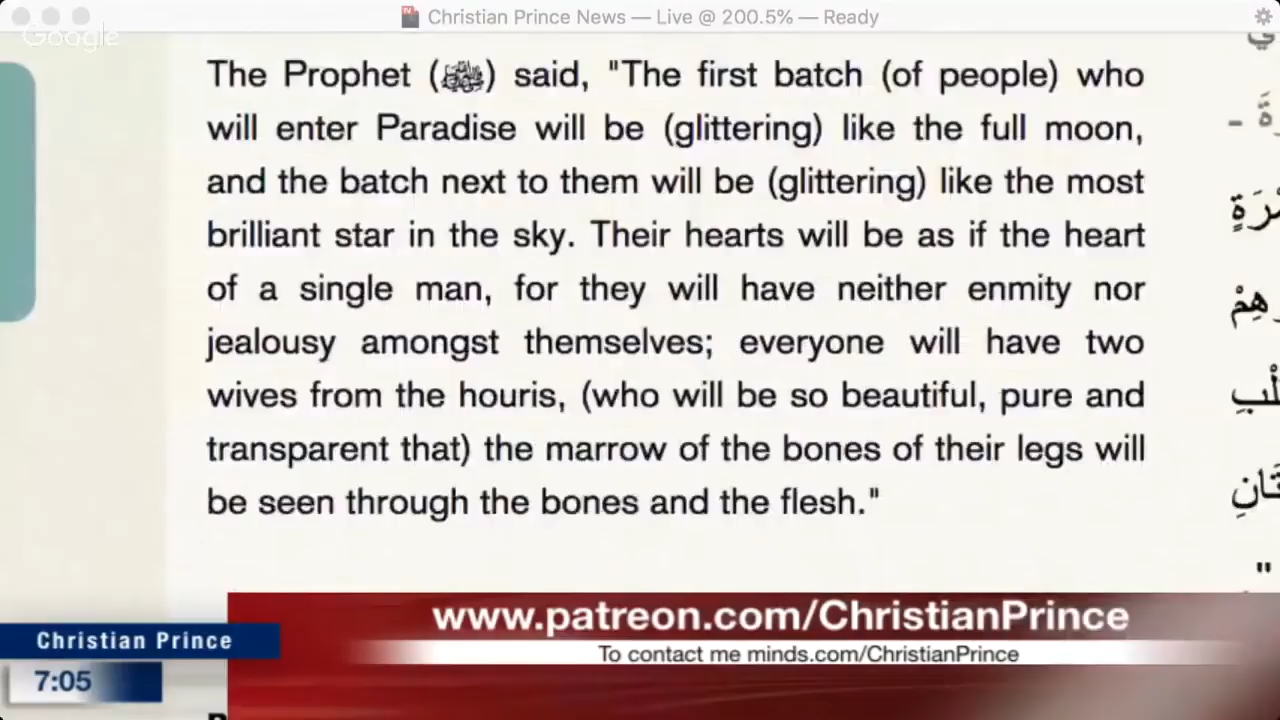 Christian Prince News — Live @ 200.5% — Ready
Google
The Prophet (ﷺ) said, "The first batch (of people) who
will enter Paradise will be (glittering) like the full moon,
and the batch next to them will be (glittering) like the most
brilliant star in the sky. Their hearts will be as if the heart
of a single man, for they will have neither enmity nor
jealousy amongst themselves; everyone will have two
wives from the houris, (who will be so beautiful, pure and
transparent that) the marrow of the bones of their legs will
be seen through the bones and the flesh."
www.patreon.com/ChristianPrince
To contact me minds.com/ChristianPrince
Christian Prince
7:05